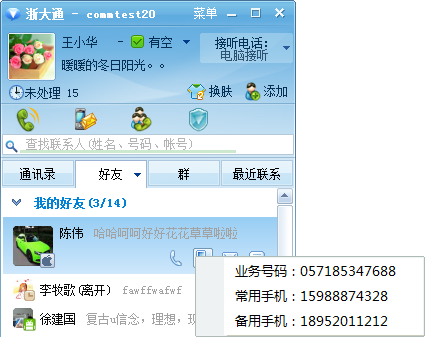 浙大通 - commtest20 菜单
王小华 - 有空
接听电话:
电脑接听
暖暖的冬日阳光。。
未处理 15 换肤 添加
查找联系人(姓名、号码、帐号)
通讯录 好友 群 最近联系
我的好友(3/14)
陈伟 哈哈呵呵好好花花草草啦啦
李牧歌(离开) fawffwafwf
徐建国 复古u信念，理想，现
业务号码：057185347688
常用手机：15988874328
备用手机：18952011212